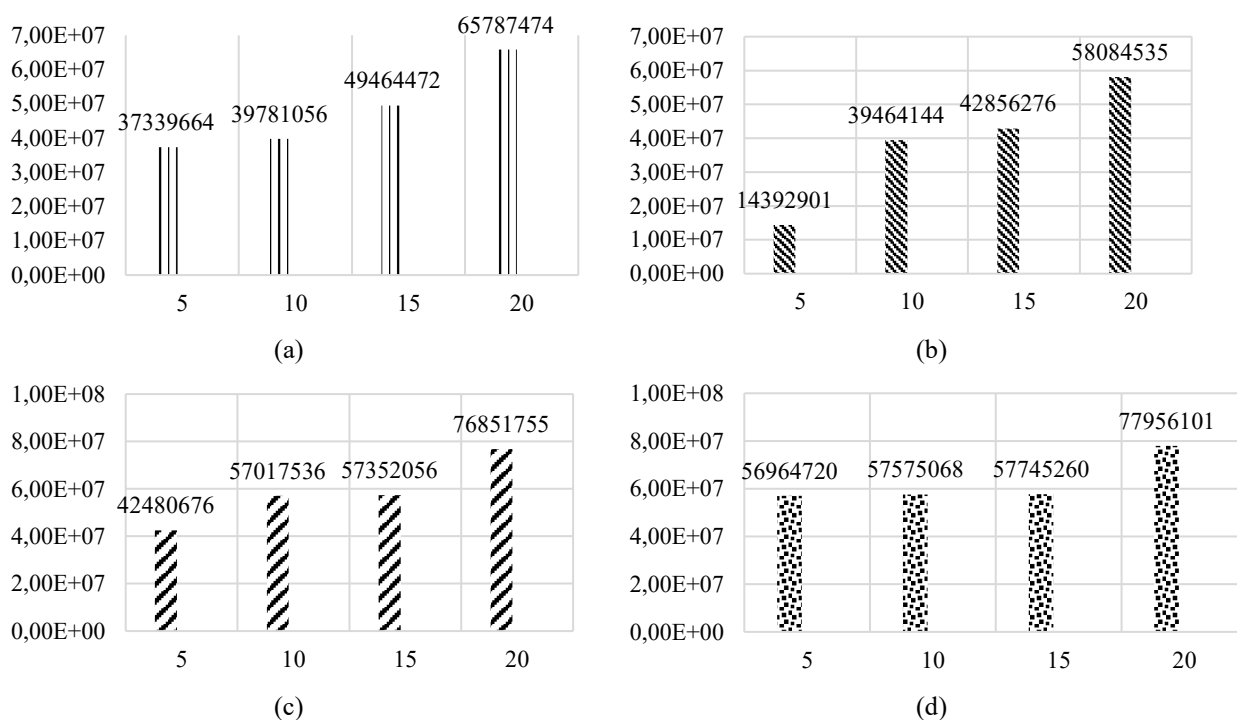 65787474
7,00E+07
6,00E+07
49464472
5,00E+07
37339664
39781056
4,00E+07
3,00E+07
2,00E+07
1,00E+07
0,00E+00
5 10 15 20
(a)
7,00E+07
58084535
6,00E+07
5,00E+07
39464144
42856276
4,00E+07
3,00E+07
14392901
2,00E+07
1,00E+07
0,00E+00
5 10 15 20
(b)
1,00E+08
76851755
8,00E+07
57017536
57352056
6,00E+07
42480676
4,00E+07
2,00E+07
0,00E+00
5 10 15 20
(c)
1,00E+08
77956101
8,00E+07
56964720
57575068
57745260
6,00E+07
4,00E+07
2,00E+07
0,00E+00
5 10 15 20
(d)